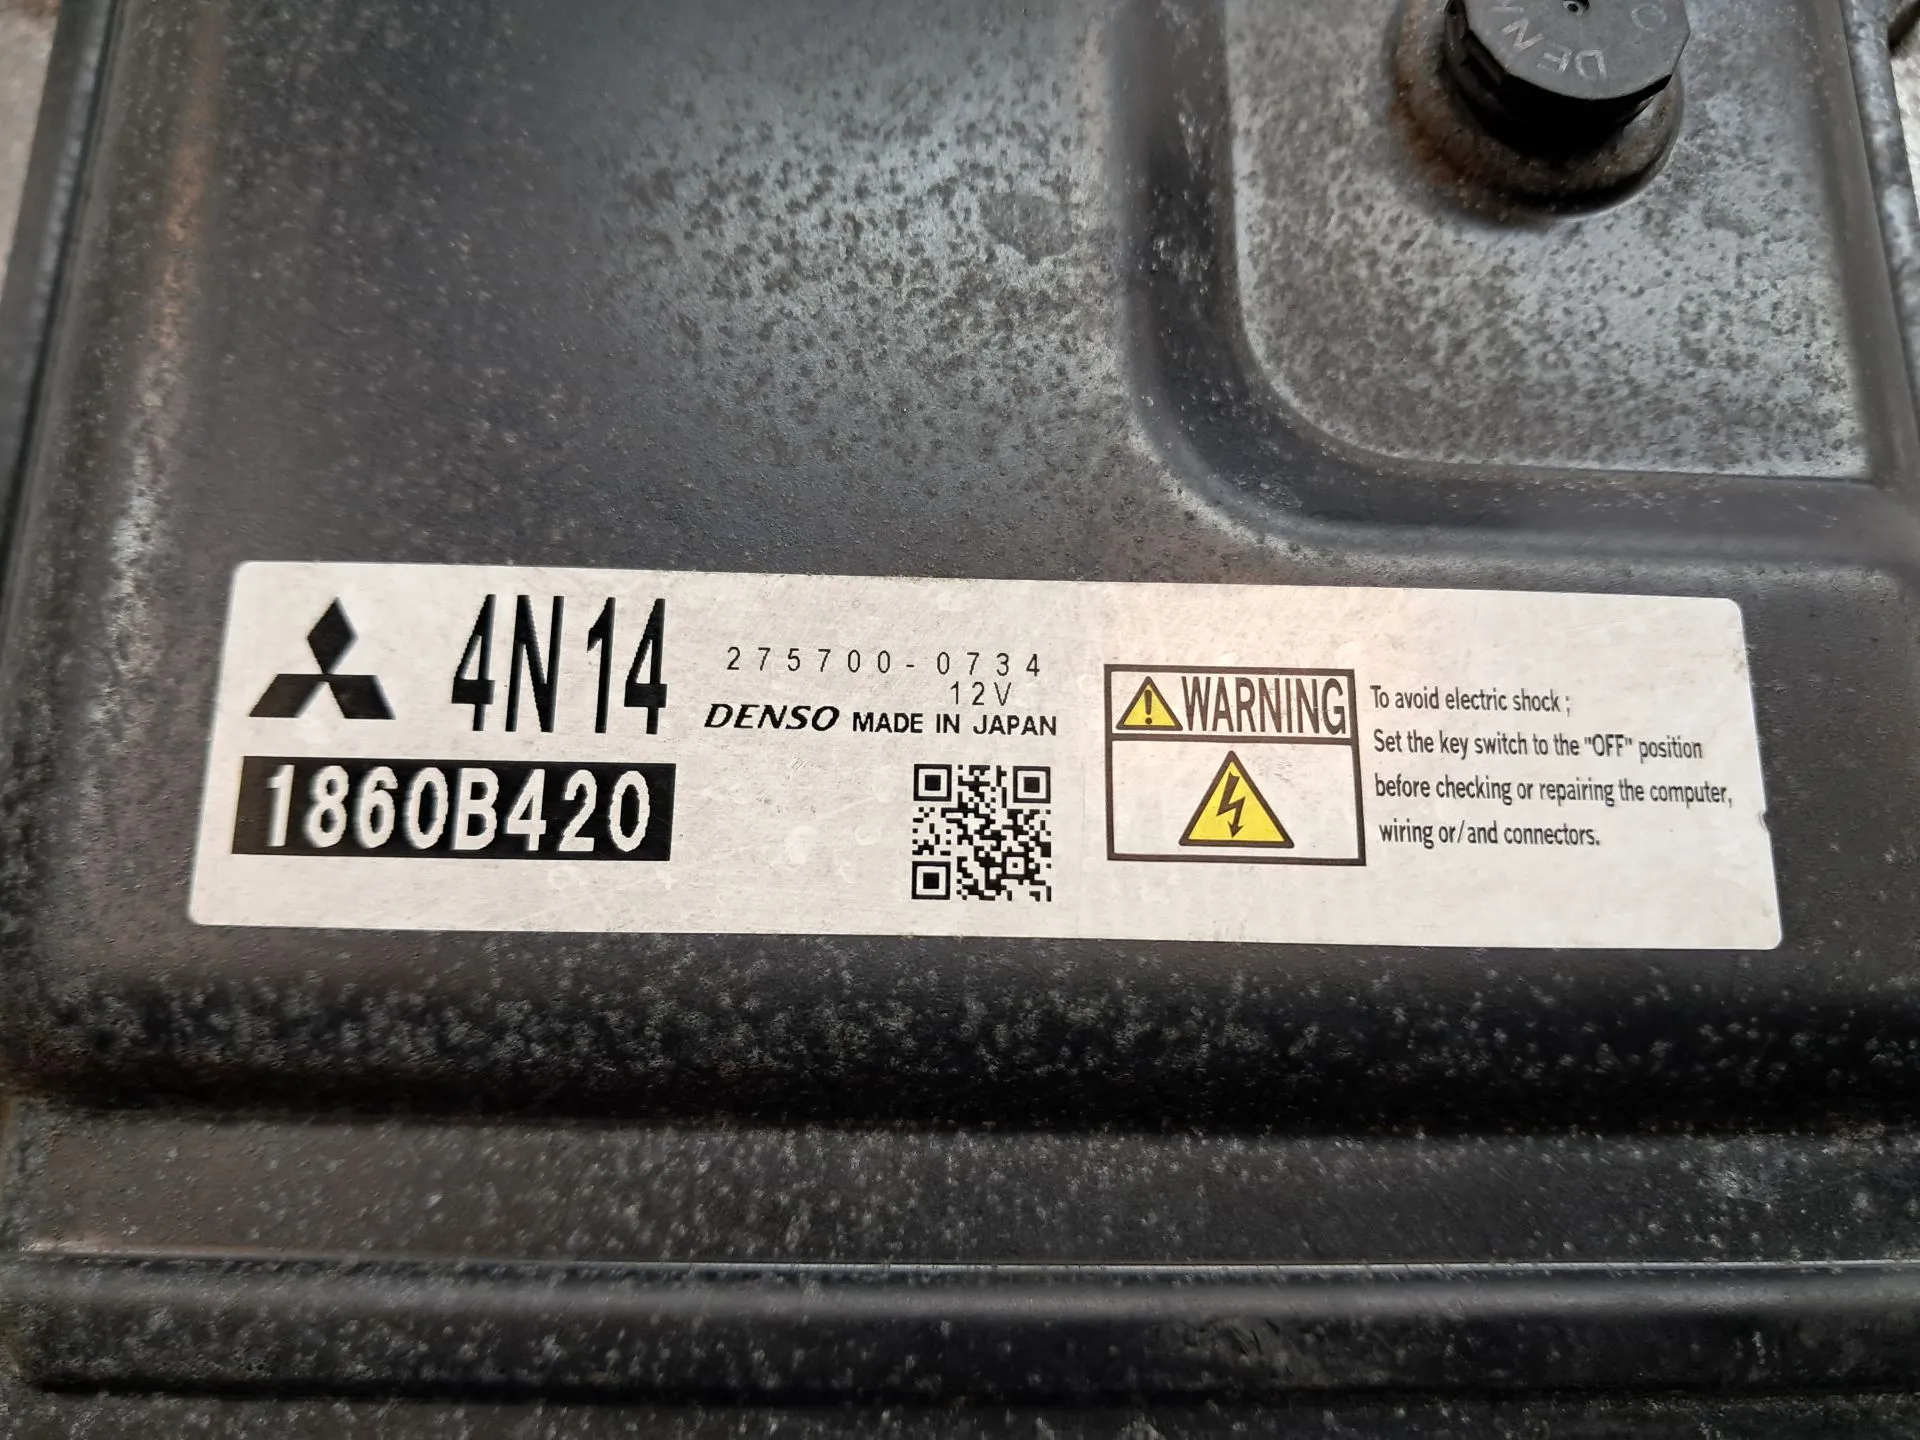 DENSO
4N14
275700-0734
12V
DENSO MADE IN JAPAN
1860B420
WARNING
To avoid electric shock ;
Set the key switch to the "OFF" position
before checking or repairing the computer,
wiring or/and connectors.